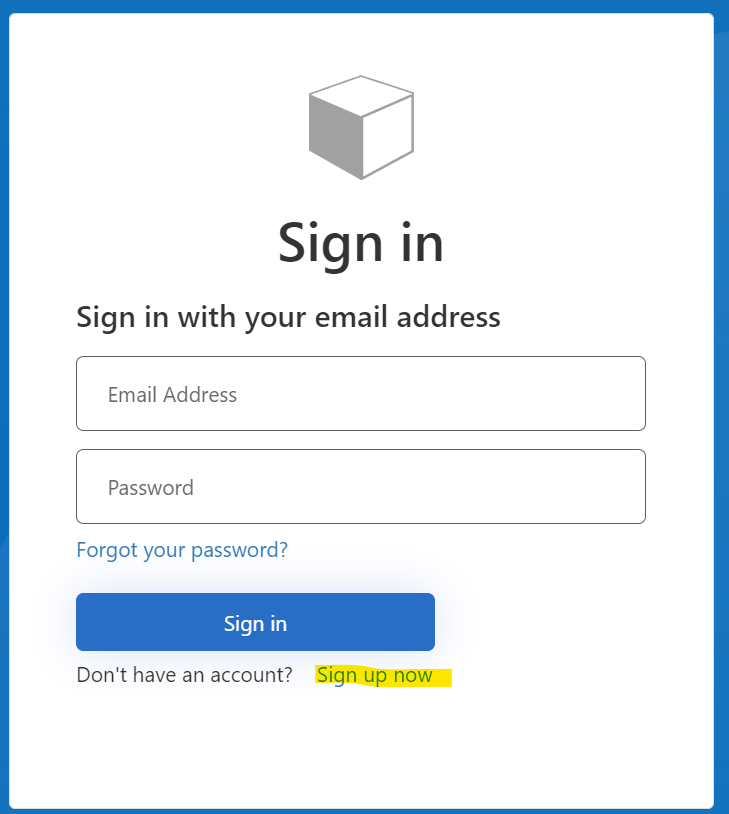 Sign in
Sign in with your email address
Email Address
Password
Forgot your password?
Sign in
Don't have an account? Sign up now